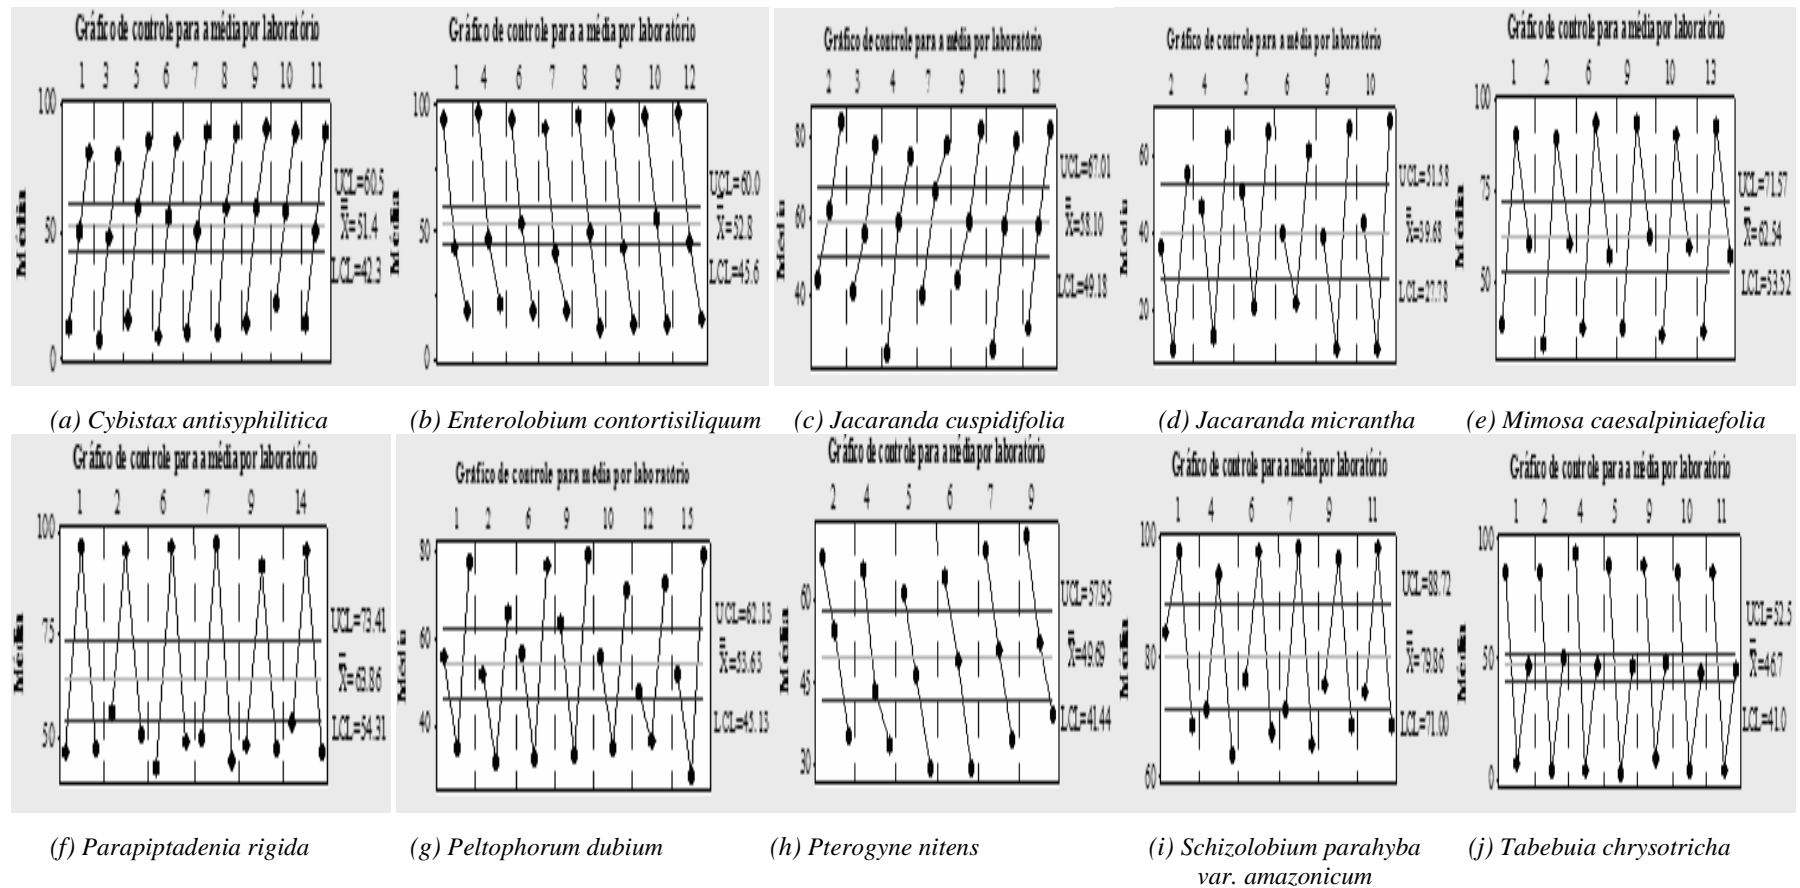 Gráfico de controle para a média por laboratório
1 3 5 6 7 8 9 10 11
100
50
0
Média
UCL=60.5
X=51.4
LCL=42.3
(a) Cybistax antisyphilitica
Gráfico de controle para a média por laboratório
1 4 6 7 8 9 10 12
100
50
0
Média
UCL=60.0
X=52.8
LCL=45.6
(b) Enterolobium contortisiliquum
Gráfico de controle para a média por laboratório
2 3 4 7 9 11 15
80
60
40
Média
UCL=67.01
X=58.10
LCL=49.18
(c) Jacaranda cuspidifolia
Gráfico de controle para a média por laboratório
2 4 5 6 9 10
60
40
20
Média
UCL=51.58
X=39.68
LCL=27.78
(d) Jacaranda micrantha
Gráfico de controle para a média por laboratório
1 2 6 9 10 13
100
75
50
Média
UCL=71.57
X=62.54
LCL=53.52
(e) Mimosa caesalpiniaefolia
Gráfico de controle para a média por laboratório
1 2 6 7 9 14
100
75
50
Média
UCL=73.41
X=63.86
LCL=54.31
(f) Parapiptadenia rigida
Gráfico de controle para média por laboratório
1 2 6 9 10 12 15
80
60
40
Média
UCL=62.13
X=53.63
LCL=45.13
(g) Peltophorum dubium
Gráfico de controle para a média por laboratório
2 4 5 6 7 9
60
45
30
Média
UCL=57.95
X=49.69
LCL=41.44
(h) Pterogyne nitens
Gráfico de controle para a média por laboratório
1 4 6 7 9 11
100
80
60
Média
UCL=88.72
X=79.86
LCL=71.00
(i) Schizolobium parahyba
var. amazonicum
Gráfico de controle para a média por laboratório
1 2 4 5 9 10 11
100
50
0
Média
UCL=52.5
X=46.7
LCL=41.0
(j) Tabebuia chrysotricha